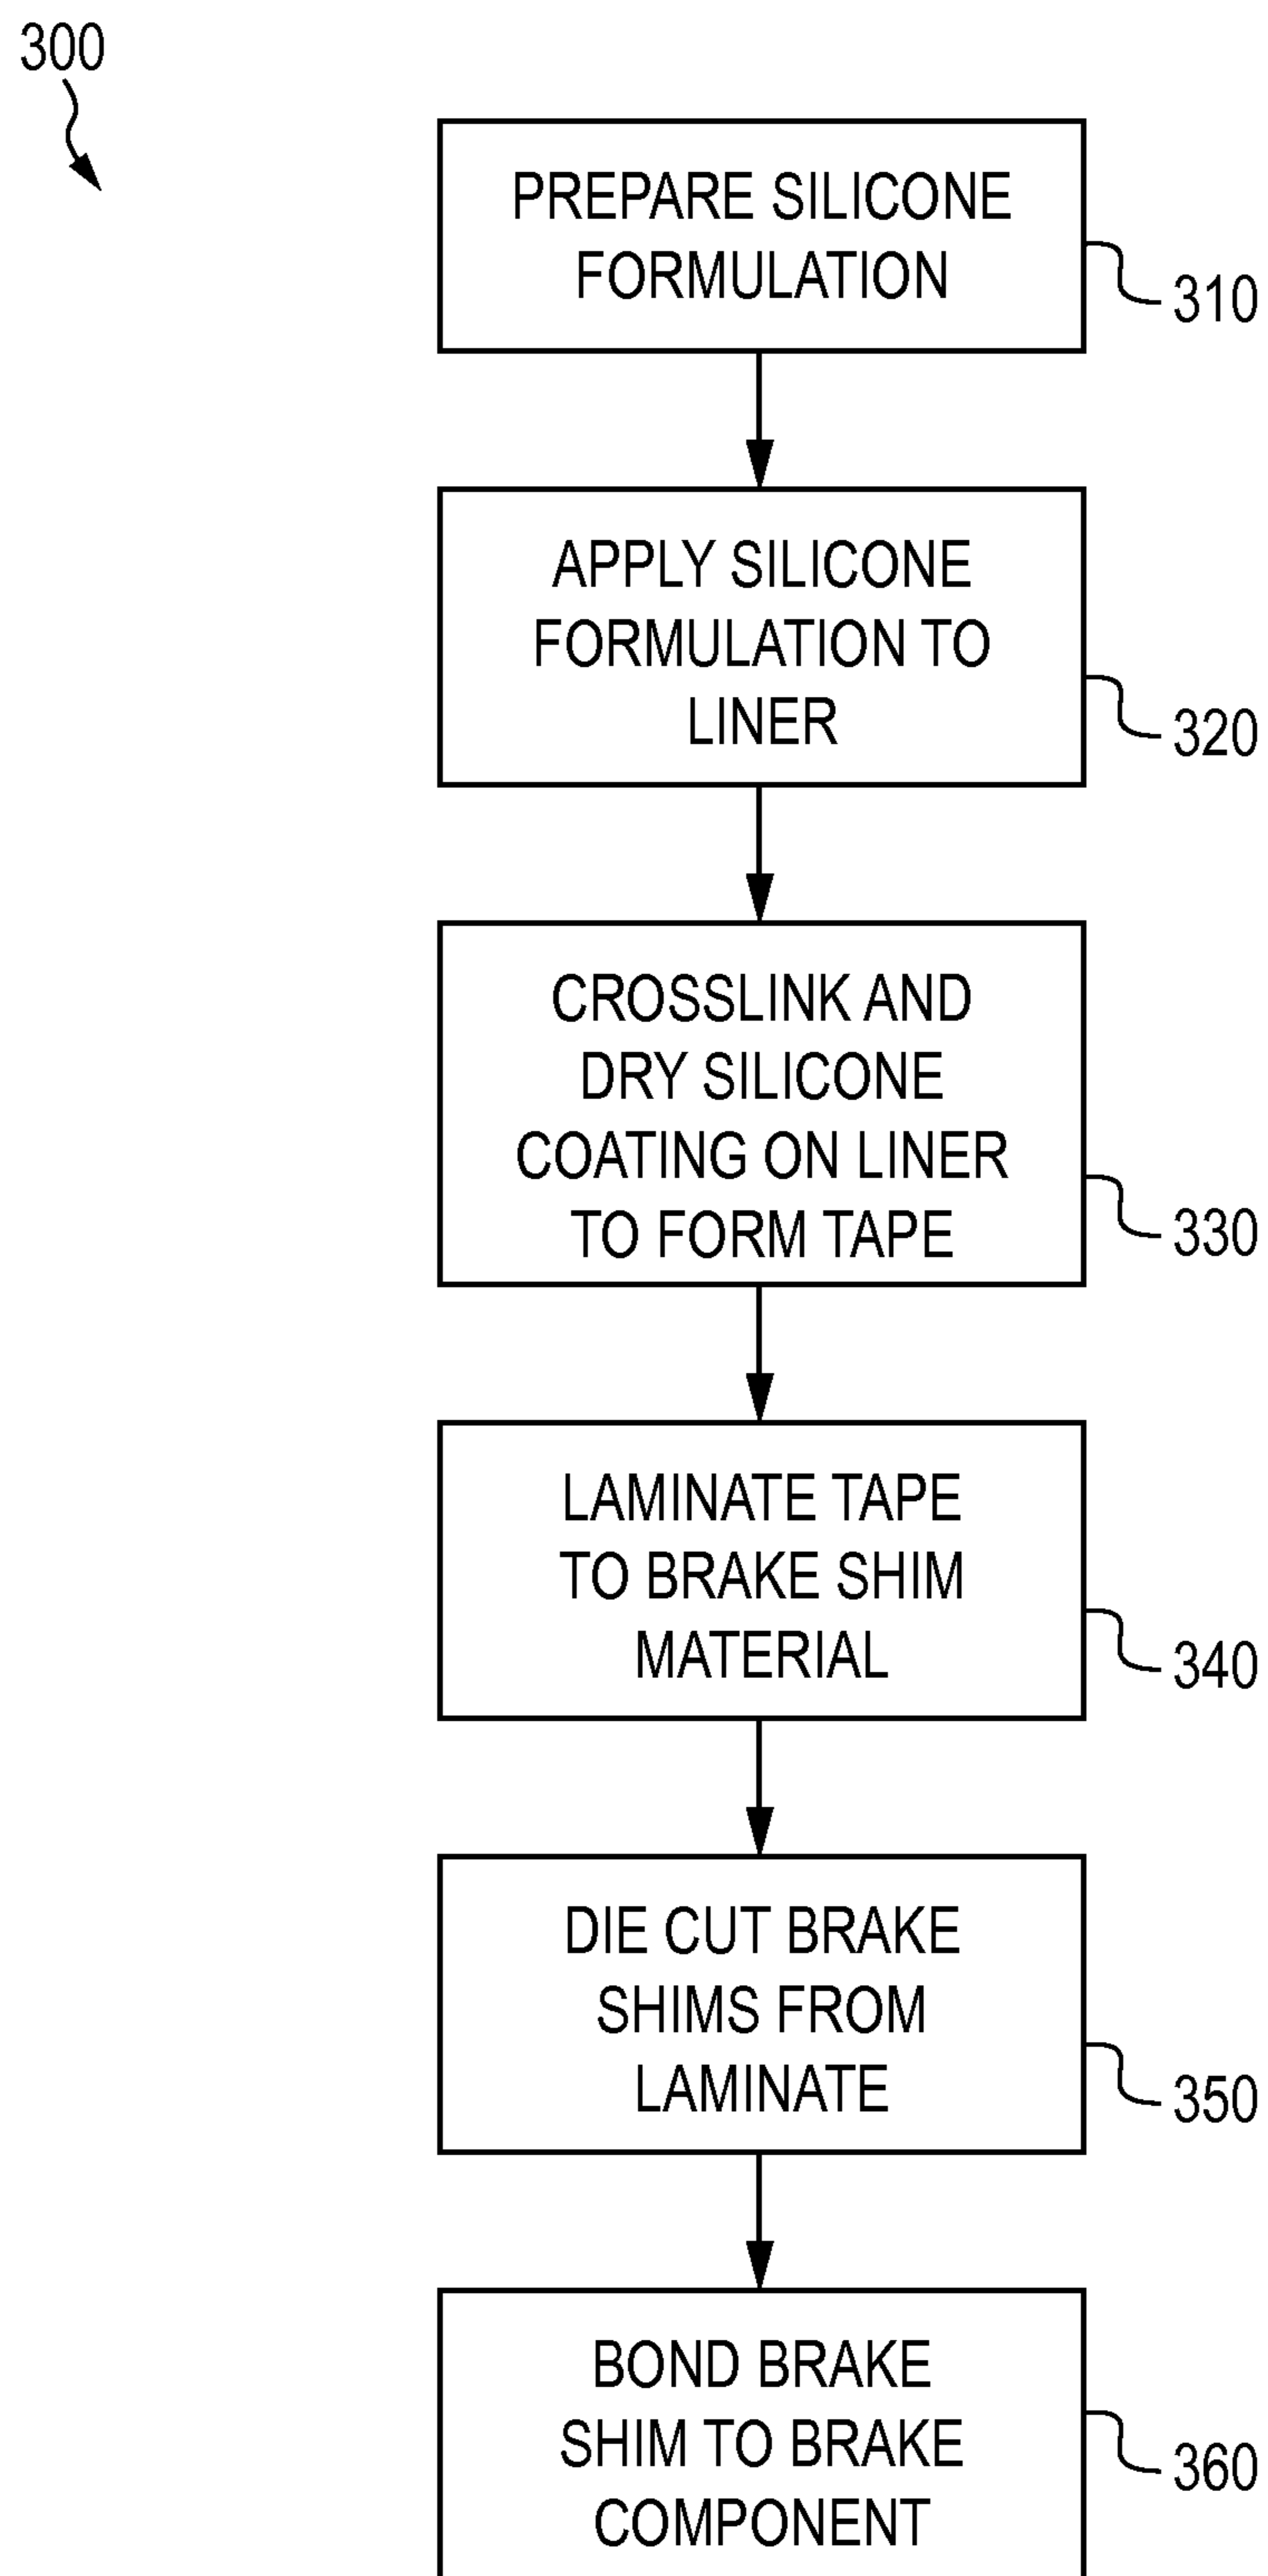 300
PREPARE SILICONE
FORMULATION
310
APPLY SILICONE
FORMULATION TO
LINER
320
CROSSLINK AND
DRY SILICONE
COATING ON LINER
TO FORM TAPE
330
LAMINATE TAPE
TO BRAKE SHIM
MATERIAL
340
DIE CUT BRAKE
SHIMS FROM
LAMINATE
350
BOND BRAKE
SHIM TO BRAKE
COMPONENT
360